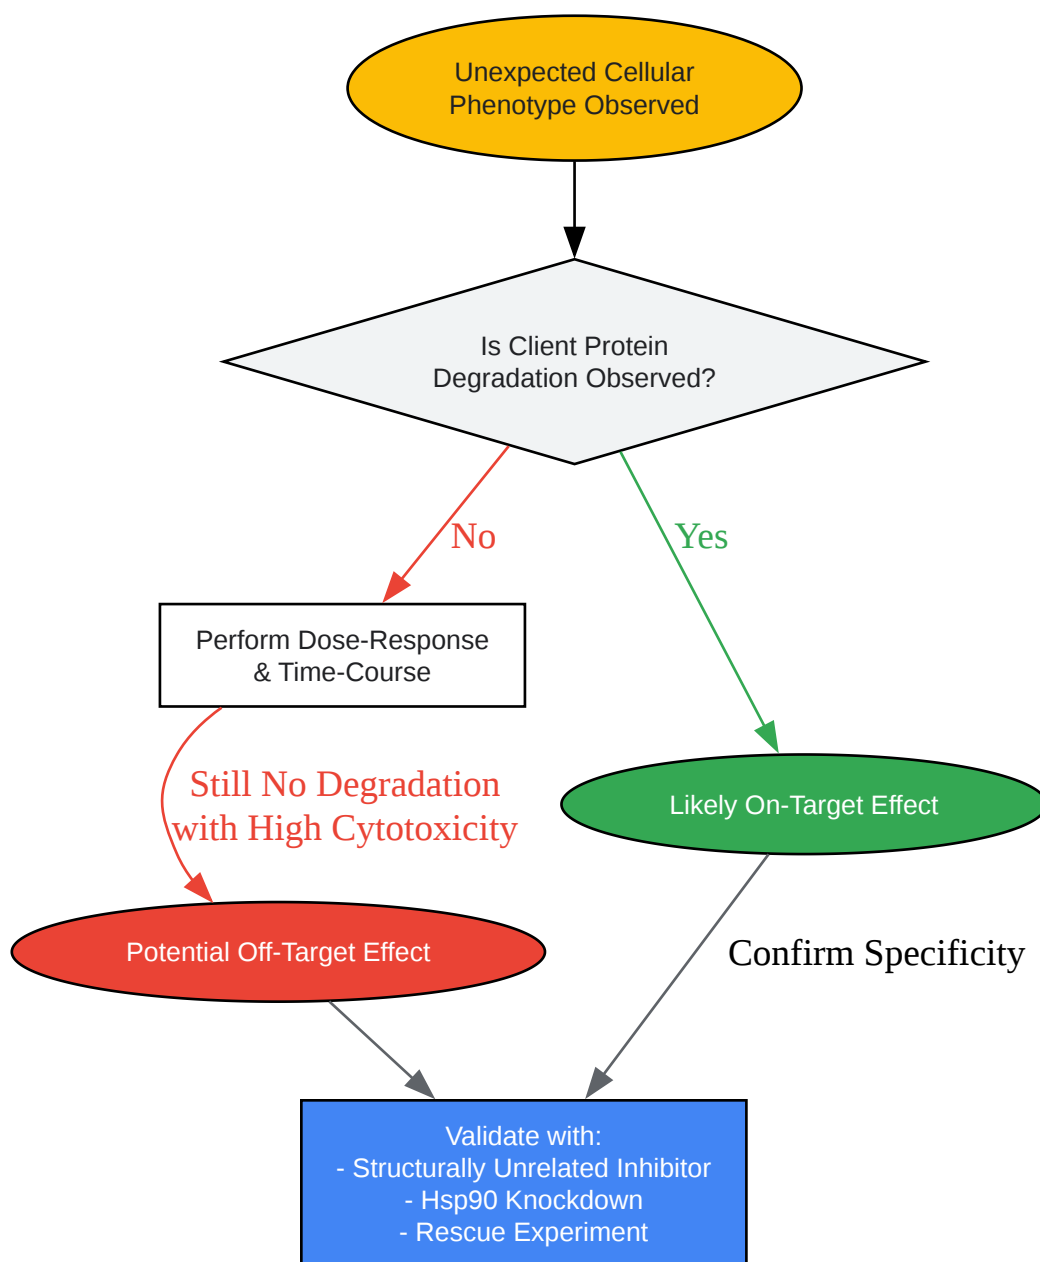 Unexpected Cellular
Phenotype Observed
Is Client Protein
Degradation Observed?
No
Yes
Perform Dose-Response
& Time-Course
Still No Degradation
with High Cytotoxicity
Likely On-Target Effect
Potential Off-Target Effect
Confirm Specificity
Validate with:
- Structurally Unrelated Inhibitor
- Hsp90 Knockdown
- Rescue Experiment